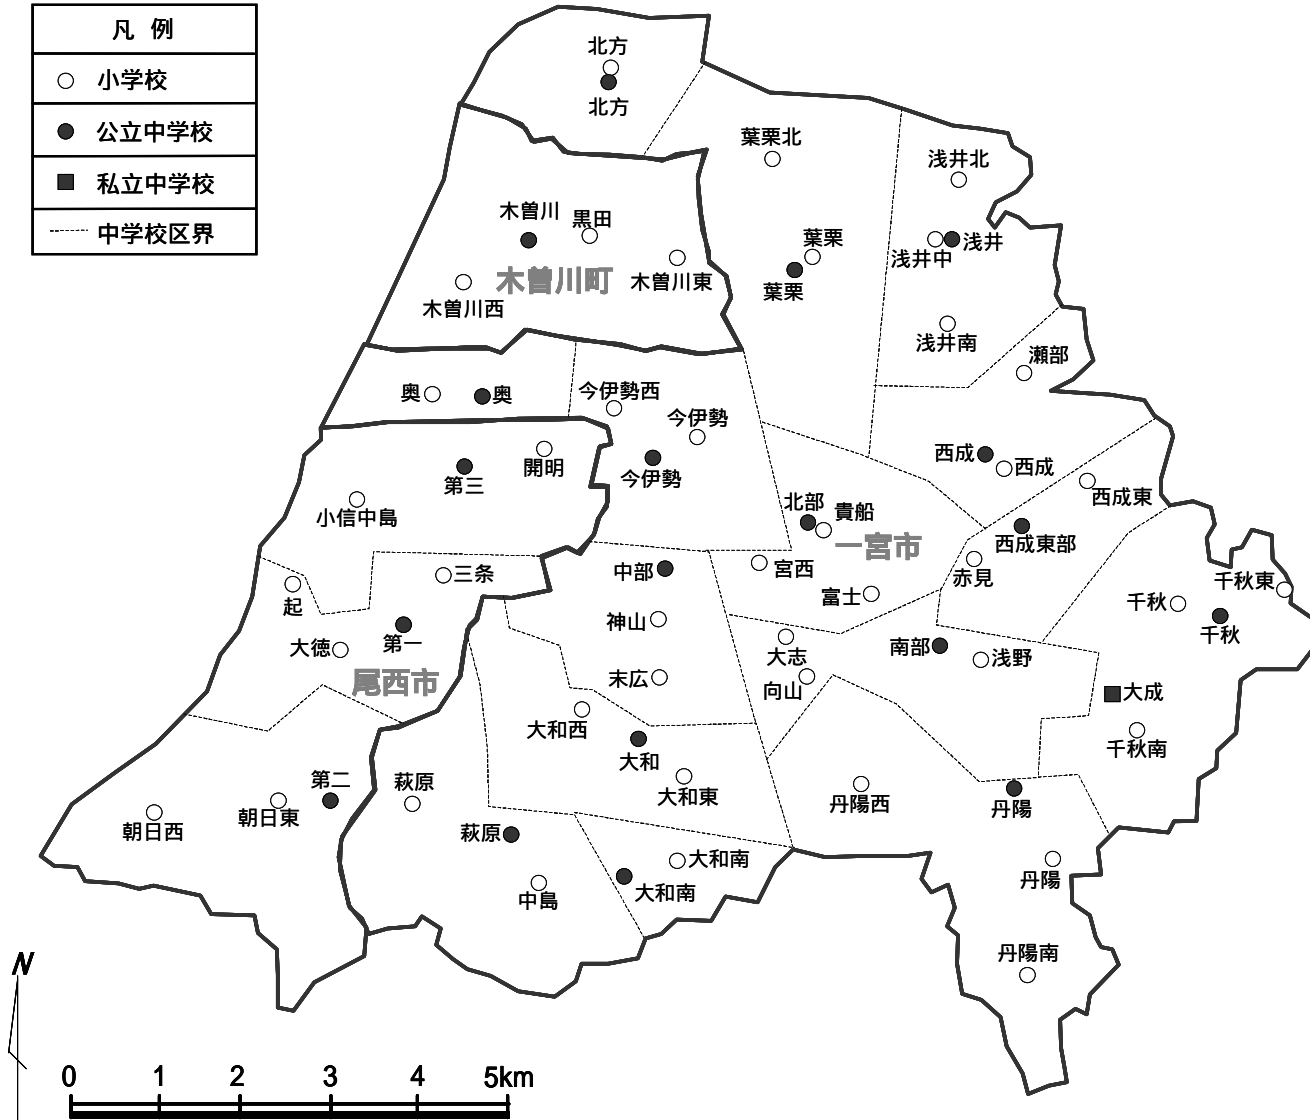 凡 例
小学校
公立中学校
私立中学校
中学校区界
北方
北方
葉栗北
浅井北
木曽川
黒田
葉栗
浅井中
浅井
木曽川東
木曽川町
葉栗
木曽川西
浅井南
瀬部
奥
奥
今伊勢西
今伊勢
開明
第三
今伊勢
西成
西成
西成東
小信中島
北部
貴船
一宮市
西成東部
赤見
三条
中部
宮西
富士
千秋東
千秋
千秋
起
神山
大徳
第一
大志
南部
浅野
尾西市
末広
向山
大成
大和西
千秋南
大和
大和東
第二
萩原
丹陽西
丹陽
朝日西
朝日東
萩原
大和南
丹陽
大和南
中島
丹陽南
N
0 1 2 3 4 5km